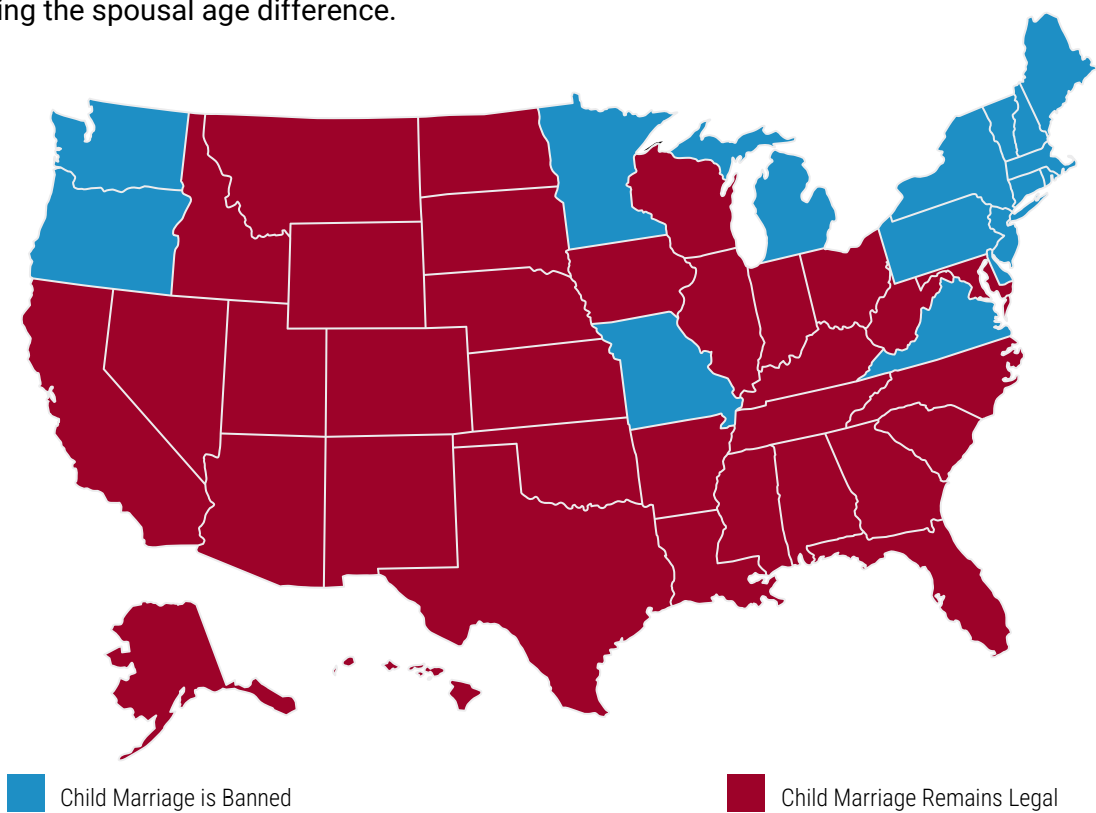 ing the spousal age difference.
Child Marriage is Banned
Child Marriage Remains Legal